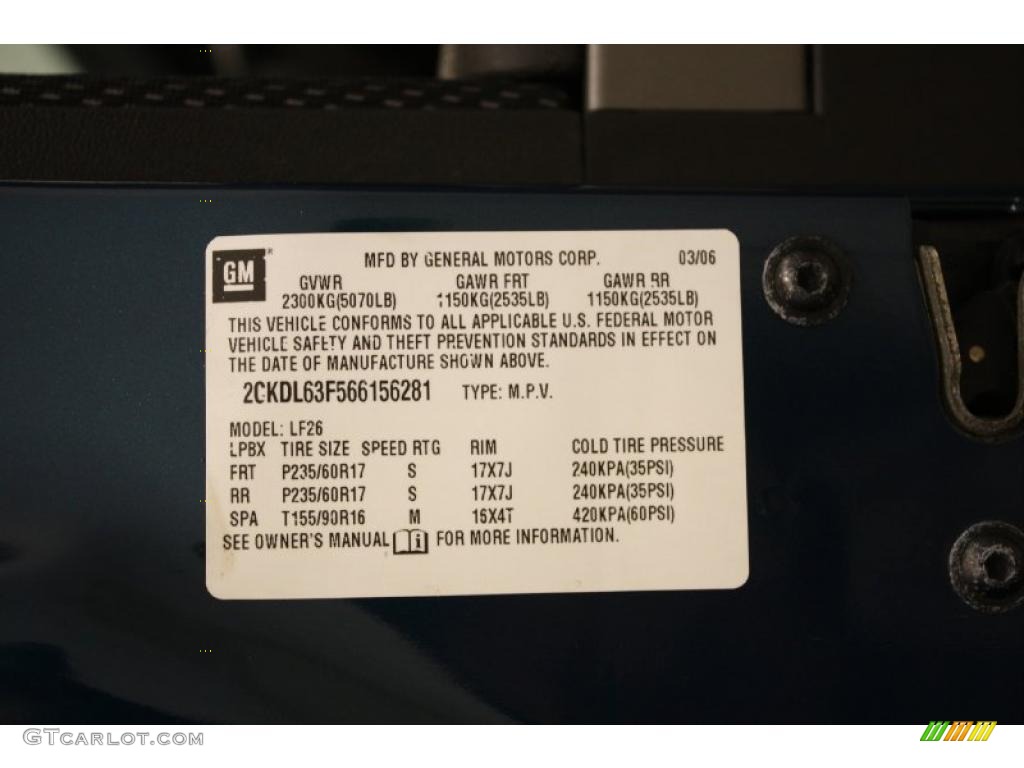 GM ®
MFD BY GENERAL MOTORS CORP. 03/06
GVWR GAWR FRT GAWR RR
2300KG(5070LB) 1150KG(2535LB) 1150KG(2535LB)
THIS VEHICLE CONFORMS TO ALL APPLICABLE U.S. FEDERAL MOTOR
VEHICLE SAFETY AND THEFT PREVENTION STANDARDS IN EFFECT ON
THE DATE OF MANUFACTURE SHOWN ABOVE.
2CKDL63F566156281 TYPE: M.P.V.
MODEL: LF26
LPBX TIRE SIZE SPEED RTG RIM COLD TIRE PRESSURE
FRT P235/60R17 S 17X7J 240KPA(35PSI)
RR P235/60R17 S 17X7J 240KPA(35PSI)
SPA T155/90R16 M 16X4T 420KPA(60PSI)
SEE OWNER'S MANUAL i FOR MORE INFORMATION.
GTCARLOT.COM